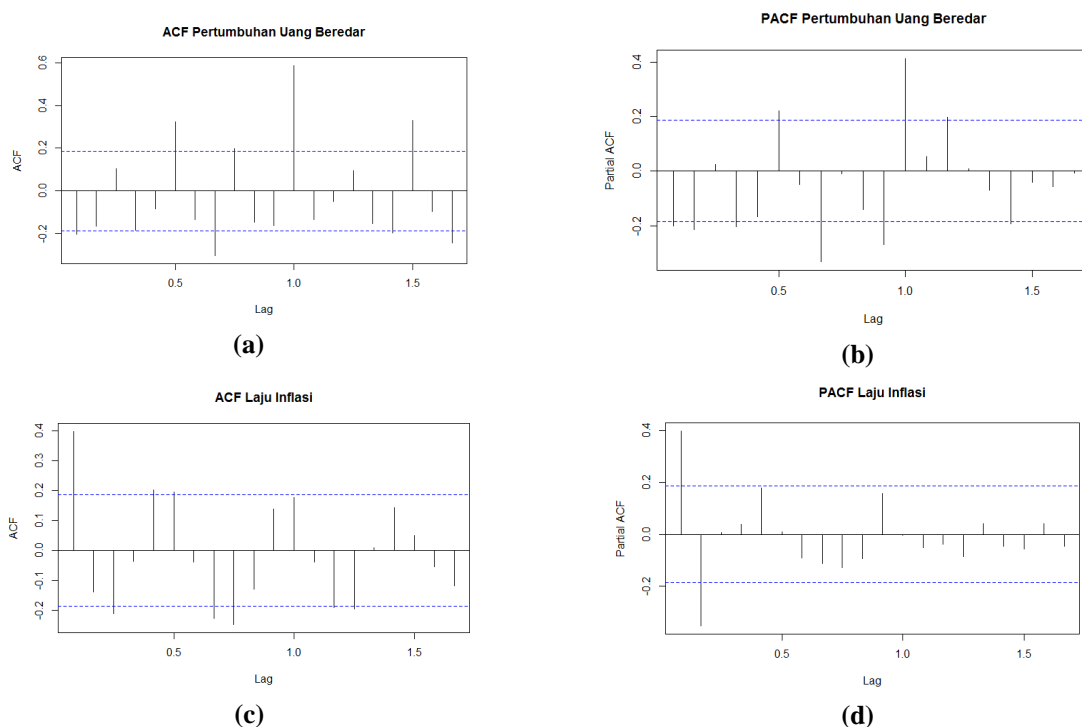 ACF Pertumbuhan Uang Beredar
ACF
0.6
0.4
0.2
0.0
-0.2
0.5
1.0
1.5
Lag
(a)
PACF Pertumbuhan Uang Beredar
Partial ACF
0.4
0.2
0.0
-0.2
0.5
1.0
1.5
Lag
(b)
ACF Laju Inflasi
ACF
0.4
0.3
0.2
0.1
0.0
-0.1
-0.2
0.5
1.0
1.5
Lag
(c)
PACF Laju Inflasi
Partial ACF
0.4
0.2
0.0
-0.2
0.5
1.0
1.5
Lag
(d)